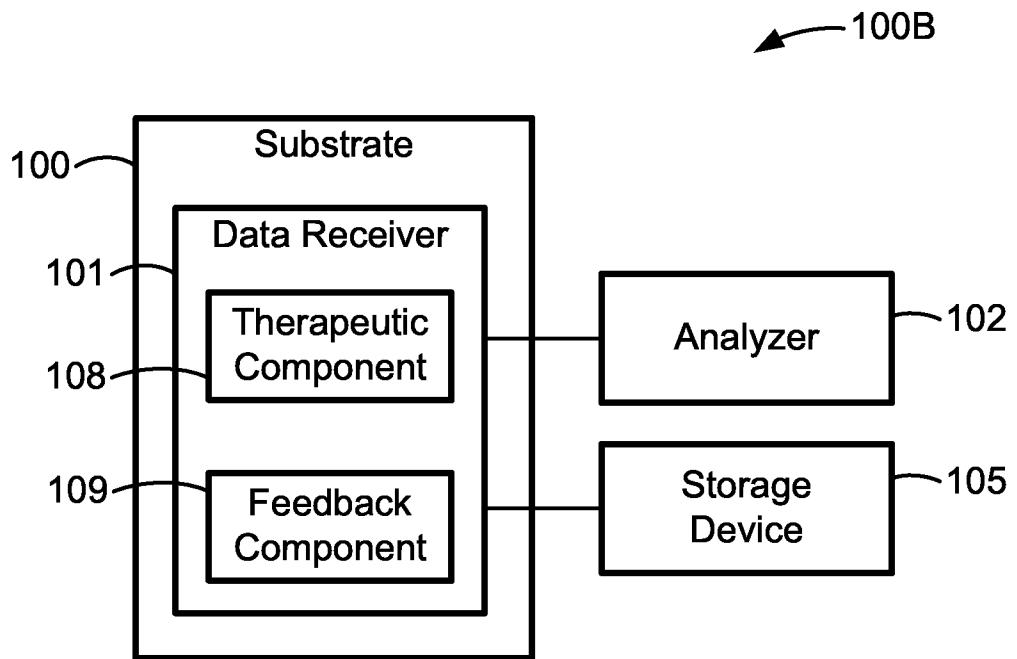 100B
Substrate
100
Data Receiver
101
Therapeutic
Component
108
Analyzer
102
109
Feedback
Component
Storage
Device
105